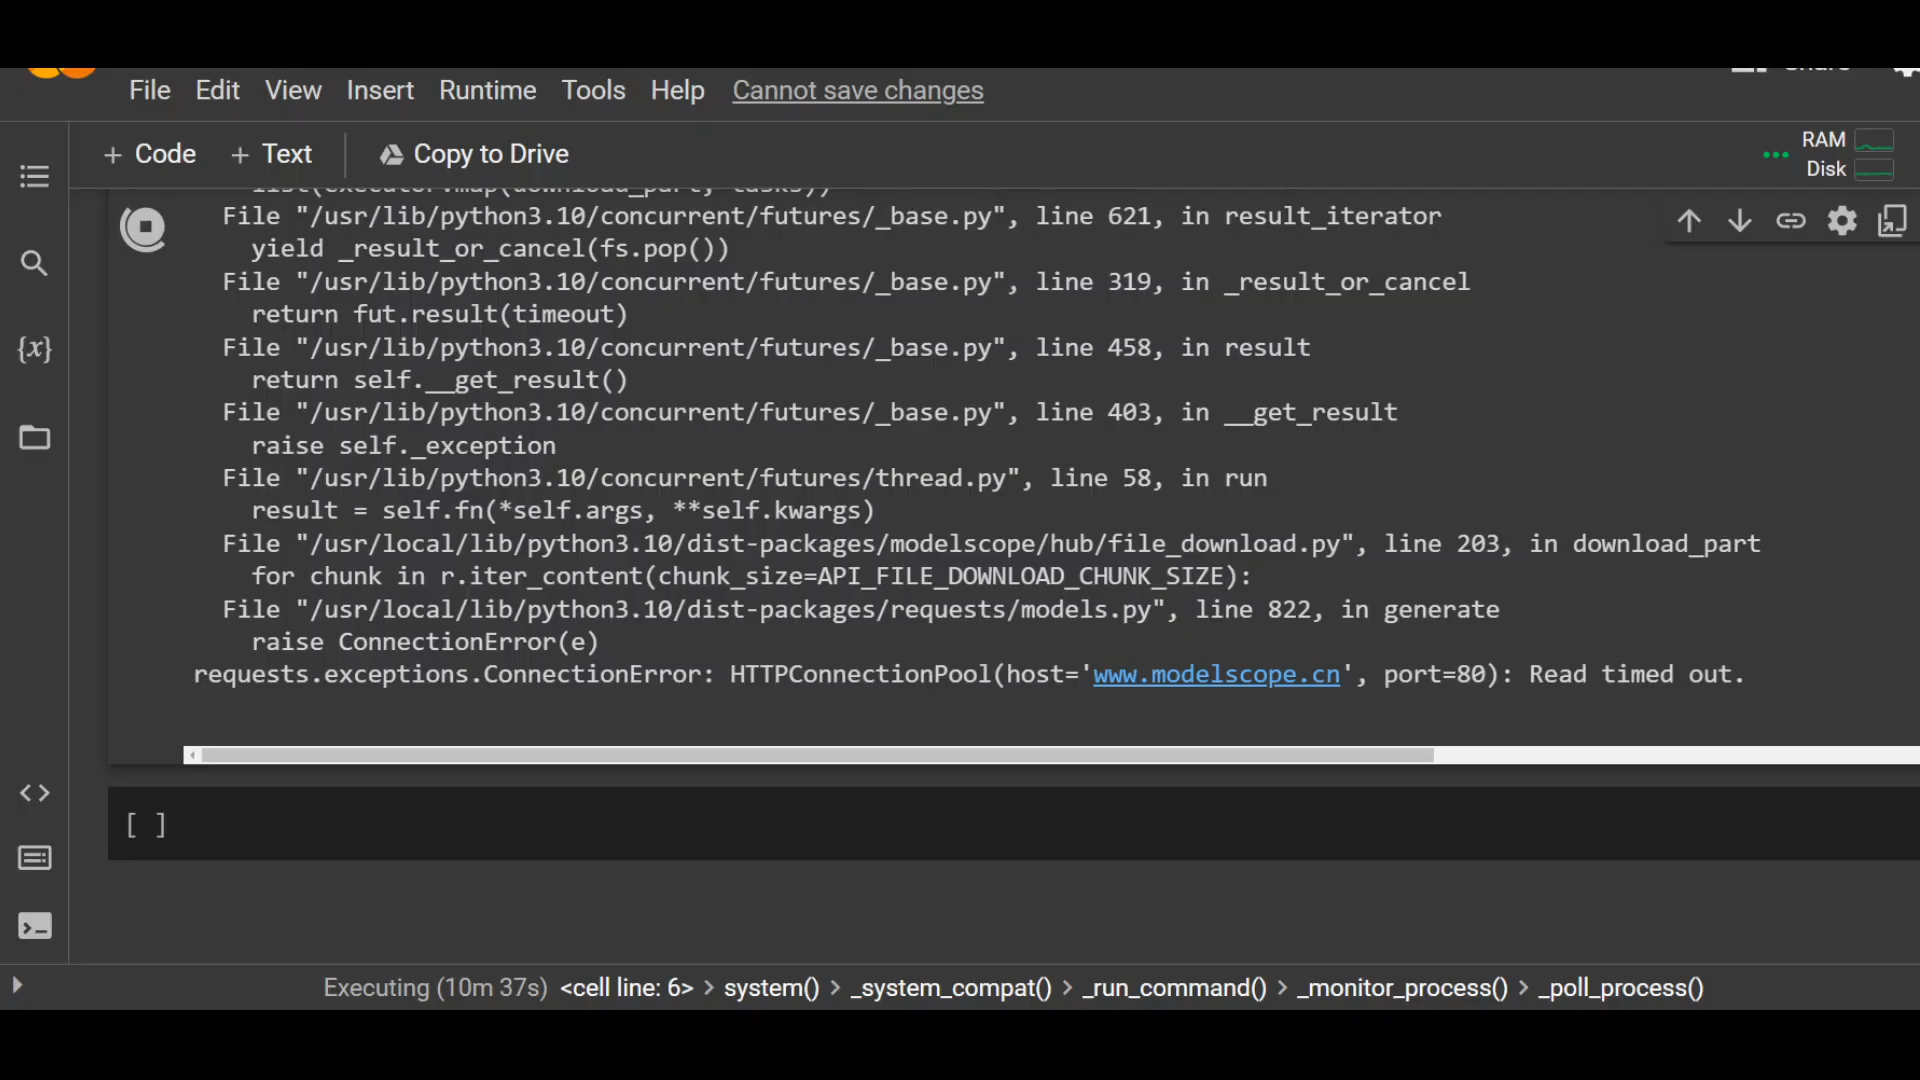 Share
File Edit View Insert Runtime Tools Help Cannot save changes
+ Code + Text Copy to Drive RAM
Disk
list(executor.map(download_part, tasks))
File "/usr/lib/python3.10/concurrent/futures/_base.py", line 621, in result_iterator
yield _result_or_cancel(fs.pop())
File "/usr/lib/python3.10/concurrent/futures/_base.py", line 319, in _result_or_cancel
return fut.result(timeout)
File "/usr/lib/python3.10/concurrent/futures/_base.py", line 458, in result
return self.__get_result()
File "/usr/lib/python3.10/concurrent/futures/_base.py", line 403, in __get_result
raise self._exception
File "/usr/lib/python3.10/concurrent/futures/thread.py", line 58, in run
result = self.fn(*self.args, **self.kwargs)
File "/usr/local/lib/python3.10/dist-packages/modelscope/hub/file_download.py", line 203, in download_part
for chunk in r.iter_content(chunk_size=API_FILE_DOWNLOAD_CHUNK_SIZE):
File "/usr/local/lib/python3.10/dist-packages/requests/models.py", line 822, in generate
raise ConnectionError(e)
requests.exceptions.ConnectionError: HTTPConnectionPool(host='www.modelscope.cn', port=80): Read timed out.
[ ]
Executing (10m 37s) <cell line: 6> > system() > _system_compat() > _run_command() > _monitor_process() > _poll_process()